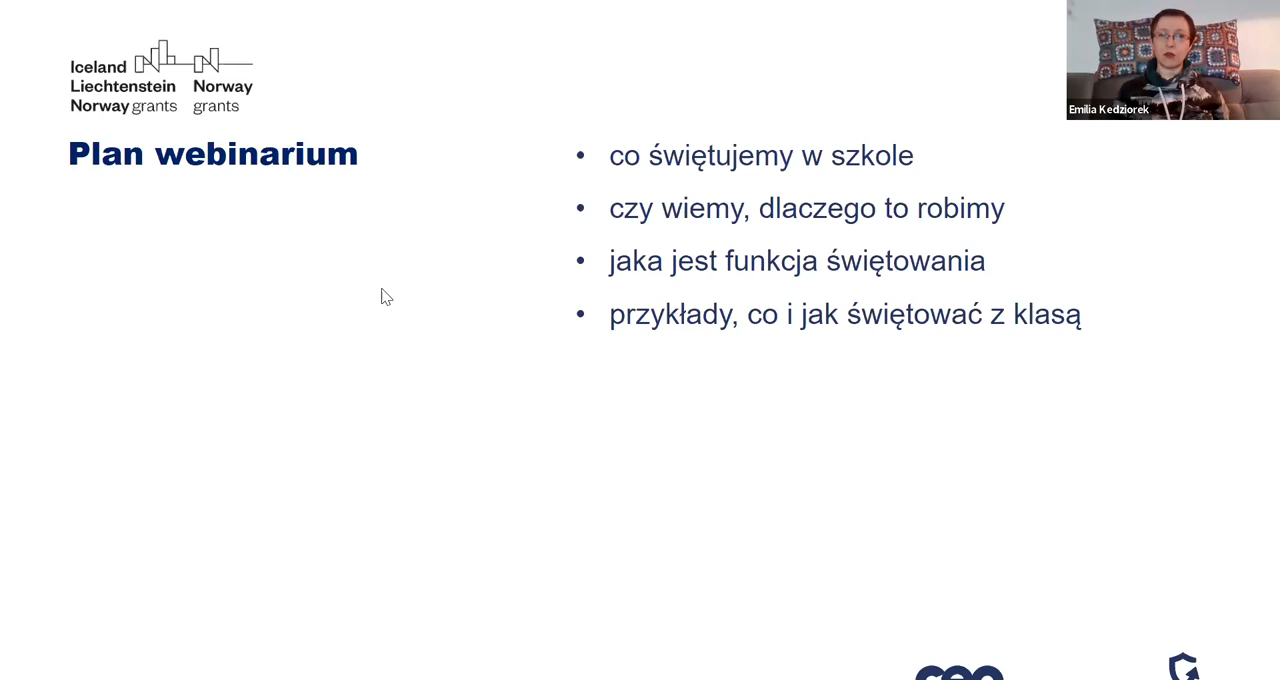 Iceland
Liechtenstein
Norway grants
Norway
grants
Emilia Kedziorek
Plan webinarium
• co świętujemy w szkole
• czy wiemy, dlaczego to robimy
• jaka jest funkcja świętowania
• przykłady, co i jak świętować z klasą